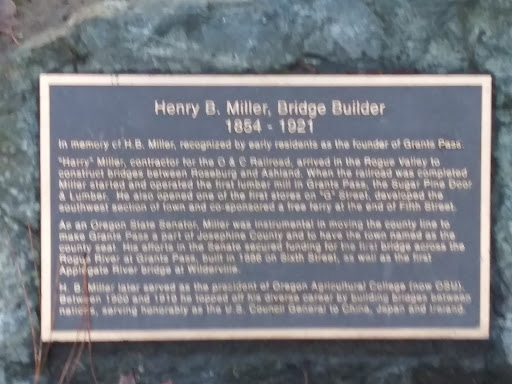 Henry B. Miller, Bridge Builder
1854 - 1921
In memory of H.B. Miller, recognized by early residents as the founder of Grants Pass.
"Harry" Miller, contractor for the O & C Railroad, arrived in the Rogue Valley to
construct bridges between Roseburg and Ashland. When the railroad was completed
Miller started and operated the first lumber mill in Grants Pass, the Sugar Pine Door
& Lumber. He also opened one of the first stores on "G" Street, developed the
southwest section of town and co-sponsored a free ferry at the end of Fifth Street.
As an Oregon State Senator, Miller was instrumental in moving the county line to
make Grants Pass a part of Josephine County and to have the town named as its
county seat. His efforts in the Senate secured funding for the first bridge across the
Rogue River at Grants Pass, built in 1886 on Sixth Street, as well as the first
Applegate River bridge at Wilderville.
H. B. Miller later served as the president of Oregon Agricultural College (now OSU).
Between 1900 and 1910 he topped off his diverse career by building bridges between
nations, serving honorably as the U.S. Council General to China, Japan and Ireland.